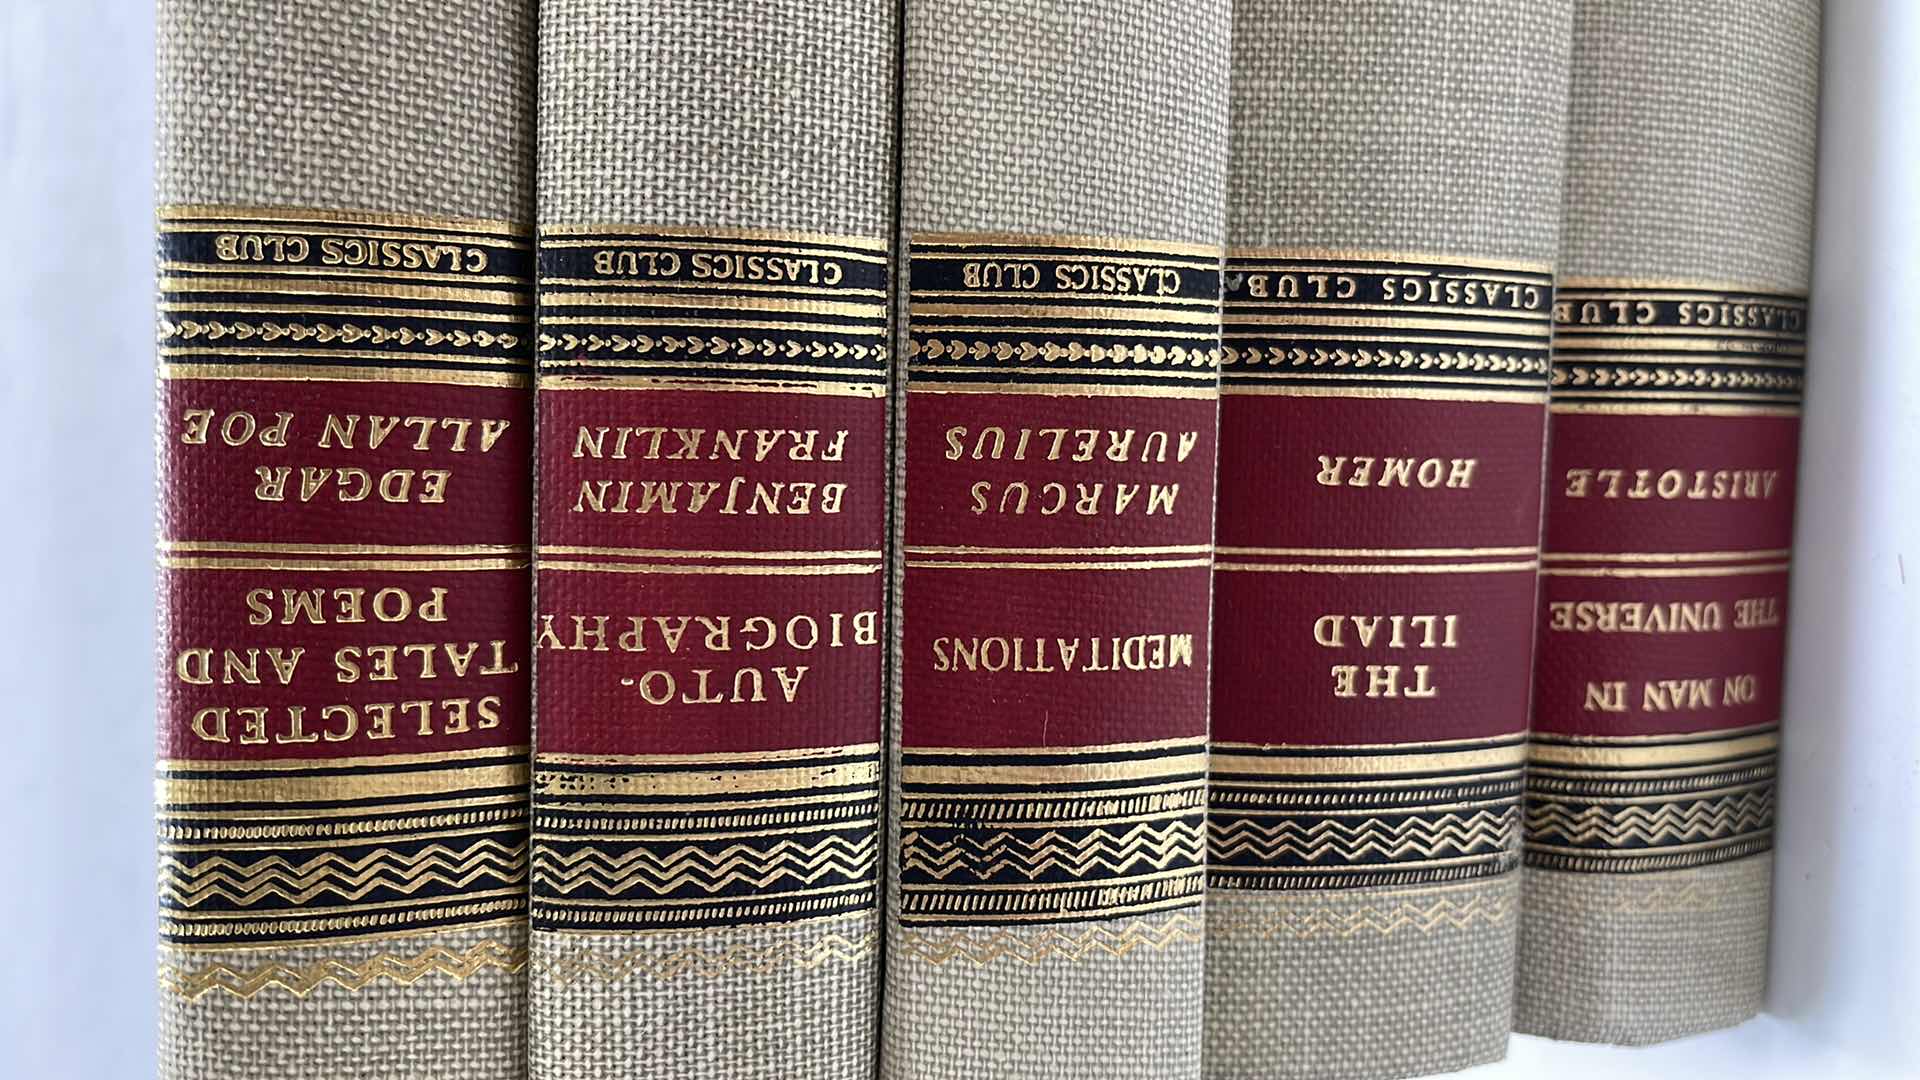 ON MAN IN
THE UNIVERSE
ARISTOTLE
CLASSICS CLUB
THE
ILIAD
HOMER
CLASSICS CLUB
MEDITATIONS
MARCUS
AURELIUS
CLASSICS CLUB
AUTO-
BIOGRAPHY
BENJAMIN
FRANKLIN
CLASSICS CLUB
SELECTED
TALES AND
POEMS
EDGAR
ALLAN POE
CLASSICS CLUB